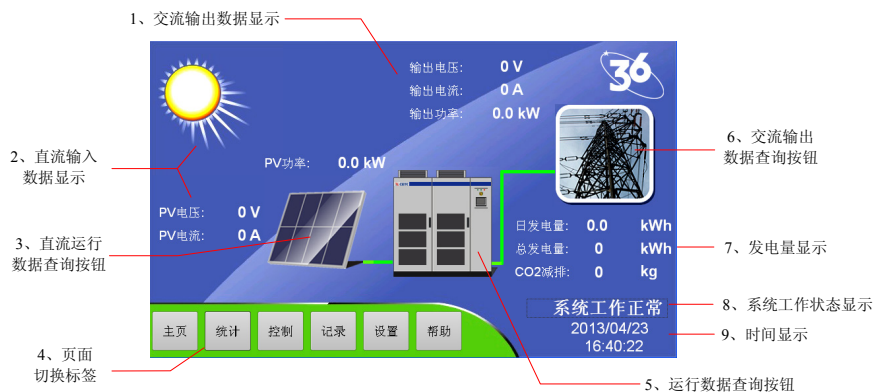 1、交流输出数据显示
输出电压: 0 V
输出电流: 0 A
输出功率: 0.0 kW
36
6、交流输出
数据查询按钮
2、直流输入
数据显示
PV功率: 0.0 kW
PV电压: 0 V
PV电流: 0 A
3、直流运行
数据查询按钮
日发电量: 0.0 kWh
总发电量: 0 kWh
CO2减排: 0 kg
7、发电量显示
系统工作正常
8、系统工作状态显示
2013/04/23
16:40:22
9、时间显示
主页 统计 控制 记录 设置 帮助
4、页面
切换标签
5、运行数据查询按钮